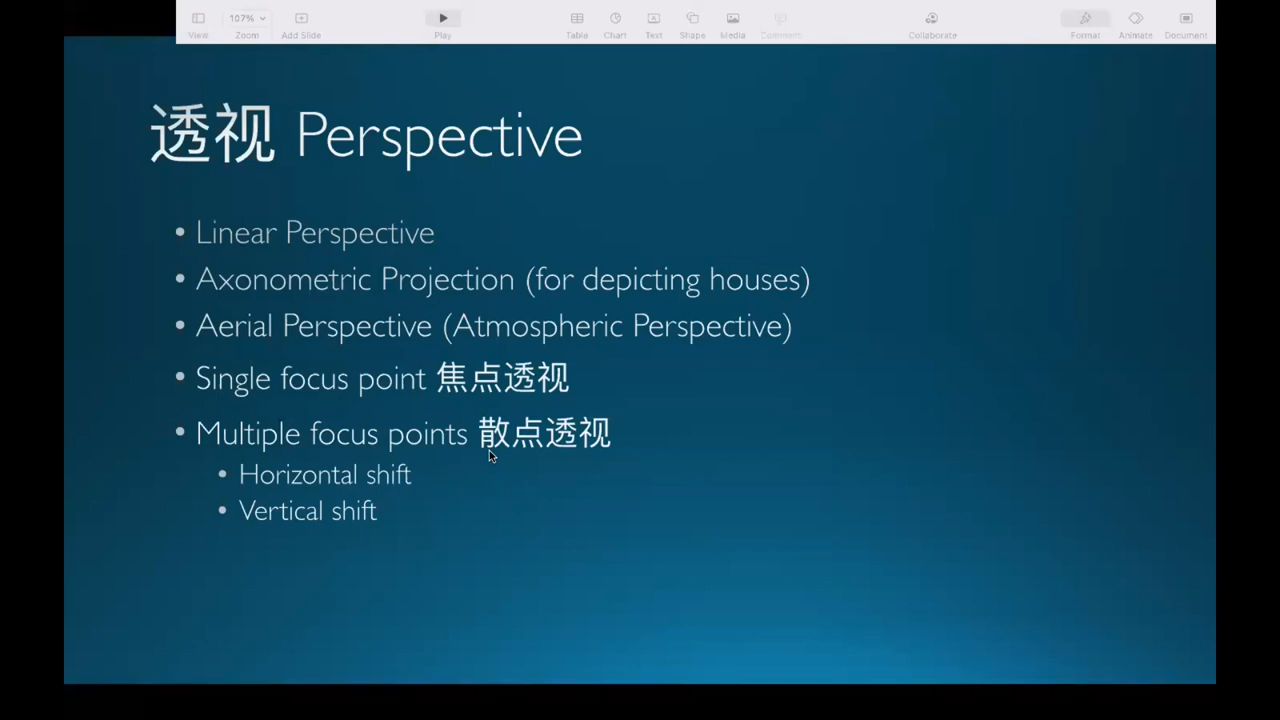 107%
View
Zoom
Add Slide
Play
Table
Chart
Text
Shape
Media
Comment
Collaborate
Format
Animate
Document
透视 Perspective
• Linear Perspective
• Axonometric Projection (for depicting houses)
• Aerial Perspective (Atmospheric Perspective)
• Single focus point 焦点透视
• Multiple focus points 散点透视
• Horizontal shift
• Vertical shift